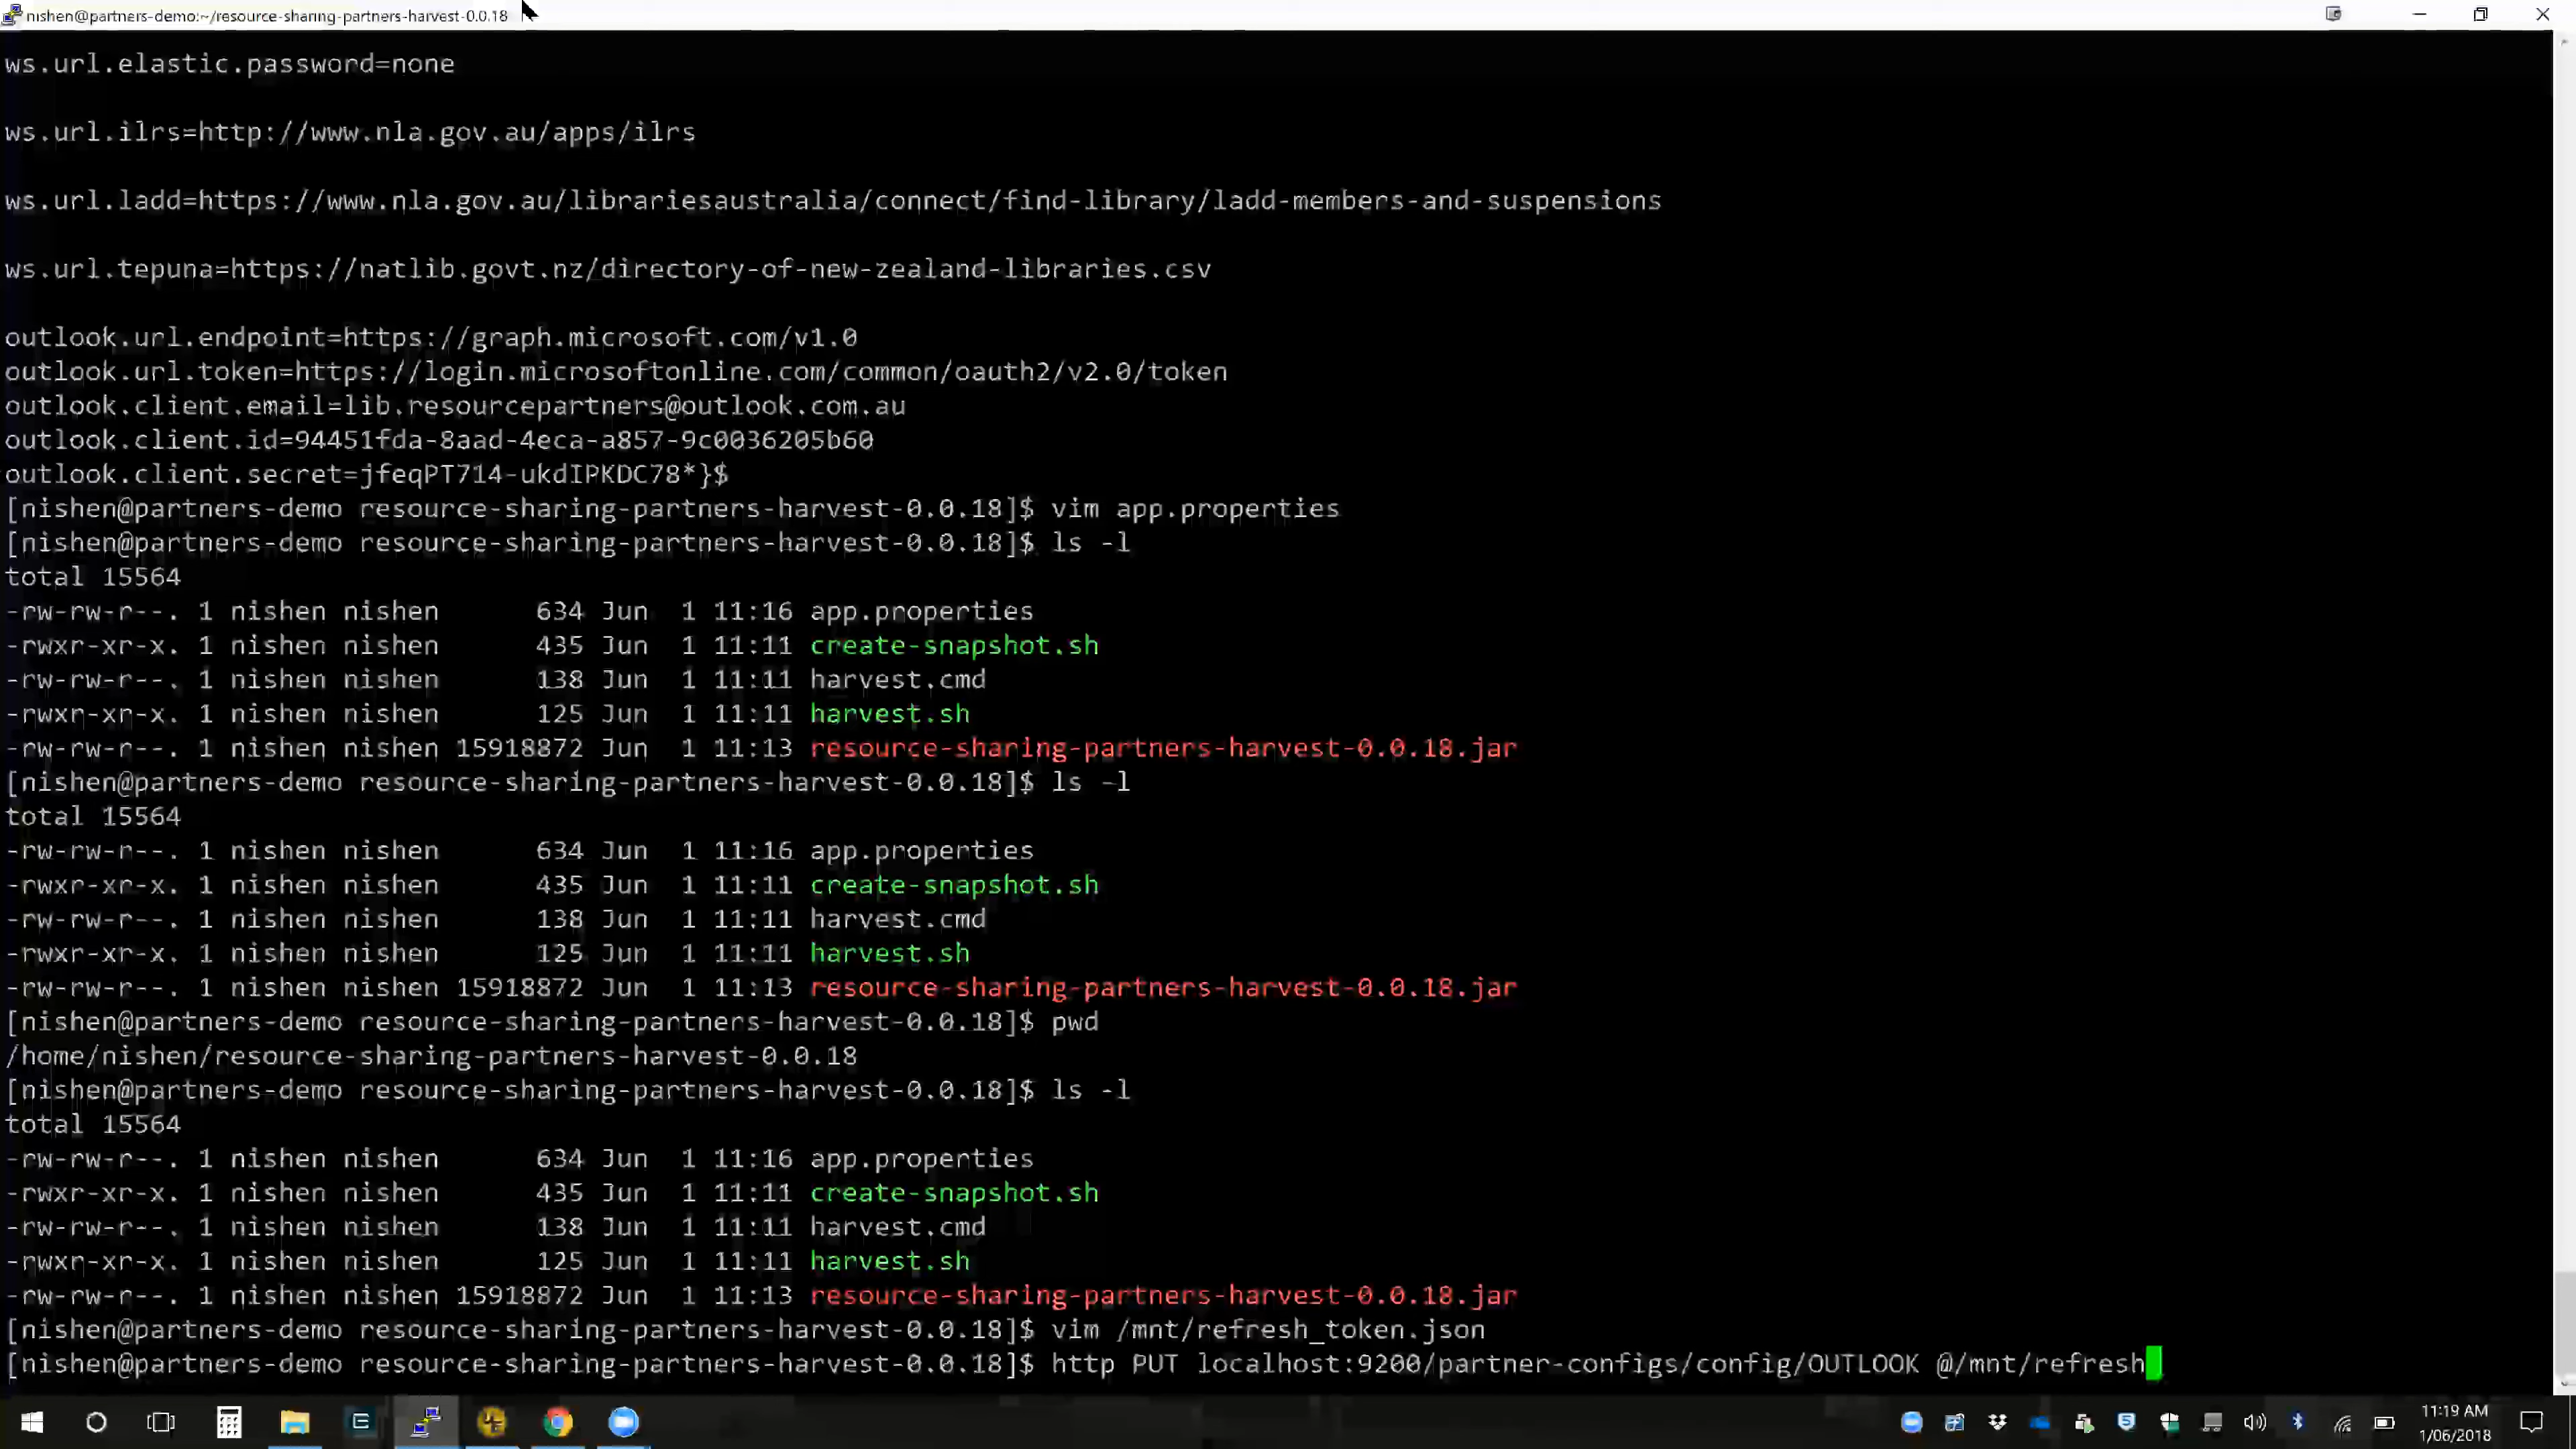 nishen@partners-demo:~/resource-sharing-partners-harvest-0.0.18
ws.url.elastic.password=none
ws.url.ilrs=http://www.nla.gov.au/apps/ilrs
ws.url.ladd=https://www.nla.gov.au/librariesaustralia/connect/find-library/ladd-members-and-suspensions
ws.url.tepuna=https://natlib.govt.nz/directory-of-new-zealand-libraries.csv
outlook.url.endpoint=https://graph.microsoft.com/v1.0
outlook.url.token=https://login.microsoftonline.com/common/oauth2/v2.0/token
outlook.client.email=lib.resourcepartners@outlook.com.au
outlook.client.id=94451fda-8aad-4eca-a857-9c0036205b60
outlook.client.secret=jfeqPT714-ukdIPKDC78*}$
[nishen@partners-demo resource-sharing-partners-harvest-0.0.18]$ vim app.properties
[nishen@partners-demo resource-sharing-partners-harvest-0.0.18]$ ls -l
total 15564
-rw-rw-r--. 1 nishen nishen 634 Jun 1 11:16 app.properties
-rwxr-xr-x. 1 nishen nishen 435 Jun 1 11:11 create-snapshot.sh
-rw-rw-r--. 1 nishen nishen 138 Jun 1 11:11 harvest.cmd
-rwxr-xr-x. 1 nishen nishen 125 Jun 1 11:11 harvest.sh
-rw-rw-r--. 1 nishen nishen 15918872 Jun 1 11:13 resource-sharing-partners-harvest-0.0.18.jar
[nishen@partners-demo resource-sharing-partners-harvest-0.0.18]$ ls -l
total 15564
-rw-rw-r--. 1 nishen nishen 634 Jun 1 11:16 app.properties
-rwxr-xr-x. 1 nishen nishen 435 Jun 1 11:11 create-snapshot.sh
-rw-rw-r--. 1 nishen nishen 138 Jun 1 11:11 harvest.cmd
-rwxr-xr-x. 1 nishen nishen 125 Jun 1 11:11 harvest.sh
-rw-rw-r--. 1 nishen nishen 15918872 Jun 1 11:13 resource-sharing-partners-harvest-0.0.18.jar
[nishen@partners-demo resource-sharing-partners-harvest-0.0.18]$ pwd
/home/nishen/resource-sharing-partners-harvest-0.0.18
[nishen@partners-demo resource-sharing-partners-harvest-0.0.18]$ ls -l
total 15564
-rw-rw-r--. 1 nishen nishen 634 Jun 1 11:16 app.properties
-rwxr-xr-x. 1 nishen nishen 435 Jun 1 11:11 create-snapshot.sh
-rw-rw-r--. 1 nishen nishen 138 Jun 1 11:11 harvest.cmd
-rwxr-xr-x. 1 nishen nishen 125 Jun 1 11:11 harvest.sh
-rw-rw-r--. 1 nishen nishen 15918872 Jun 1 11:13 resource-sharing-partners-harvest-0.0.18.jar
[nishen@partners-demo resource-sharing-partners-harvest-0.0.18]$ vim /mnt/refresh_token.json
[nishen@partners-demo resource-sharing-partners-harvest-0.0.18]$ http PUT localhost:9200/partner-configs/config/OUTLOOK @/mnt/refresh
11:19 AM
1/06/2018